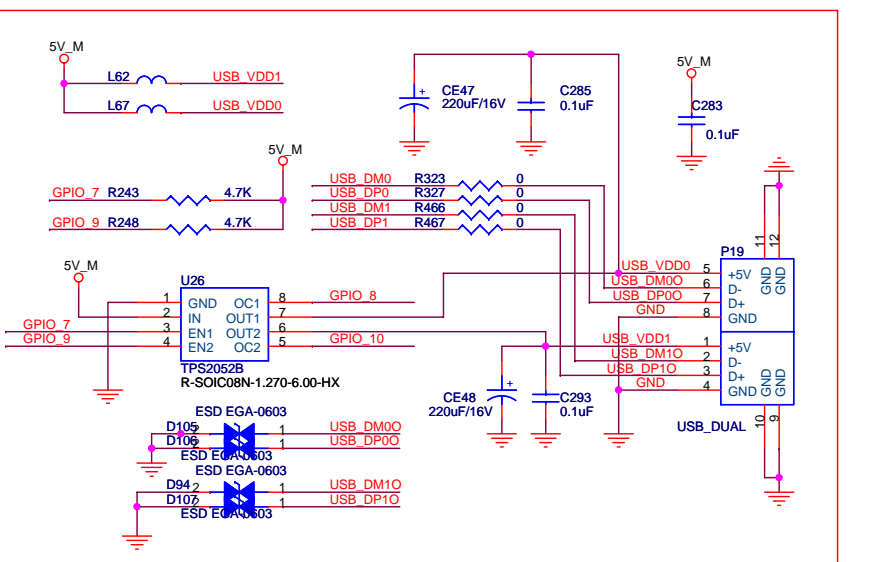 5V_M
L62 USB_VDD1
L67 USB_VDD0
CE47
220uF/16V
C285
0.1uF
5V_M
C283
0.1uF
5V_M
GPIO_7 R243 4.7K
GPIO_9 R248 4.7K
USB_DM0 R323 0
USB_DP0 R327 0
USB_DM1 R466 0
USB_DP1 R467 0
5V_M
U26
1 GND OC1 8 GPIO_8
2 IN OUT1 7
GPIO_7 3 EN1 OUT2 6
GPIO_9 4 EN2 OC2 5 GPIO_10
TPS2052B
R-SOIC08N-1.270-6.00-HX
11 12
P19
GND GND
USB_VDD0 5 +5V
USB_DM0O 6 D-
USB_DP0O 7 D+
GND 8 GND
USB_VDD1 1 +5V
USB_DM1O 2 D-
USB_DP1O 3 D+
GND 4 GND
GND GND
10 9
USB_DUAL
CE48
220uF/16V
C293
0.1uF
ESD EGA-0603
D105 2 1 USB_DM0O
D106 2 1 USB_DP0O
ESD EGA-0603
ESD EGA-0603
D94 2 1 USB_DM1O
D107 2 1 USB_DP1O
ESD EGA-0603